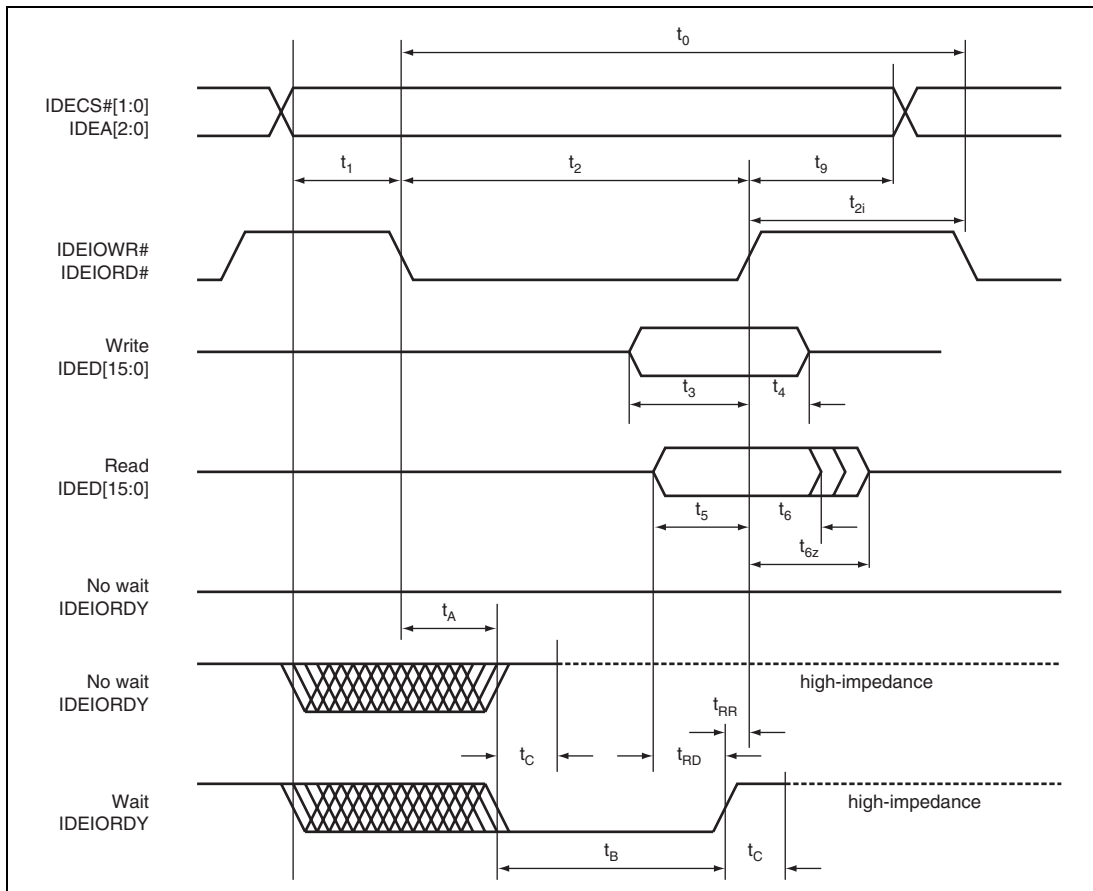 t0
IDECS#[1:0]
IDEA[2:0]
t1
t2
t9
t2i
IDEIOWR#
IDEIORD#
Write
IDED[15:0]
t3
t4
Read
IDED[15:0]
t5
t6
t6z
No wait
IDEIORDY
tA
No wait
IDEIORDY
high-impedance
tRR
tC
tRD
Wait
IDEIORDY
high-impedance
tB
tC